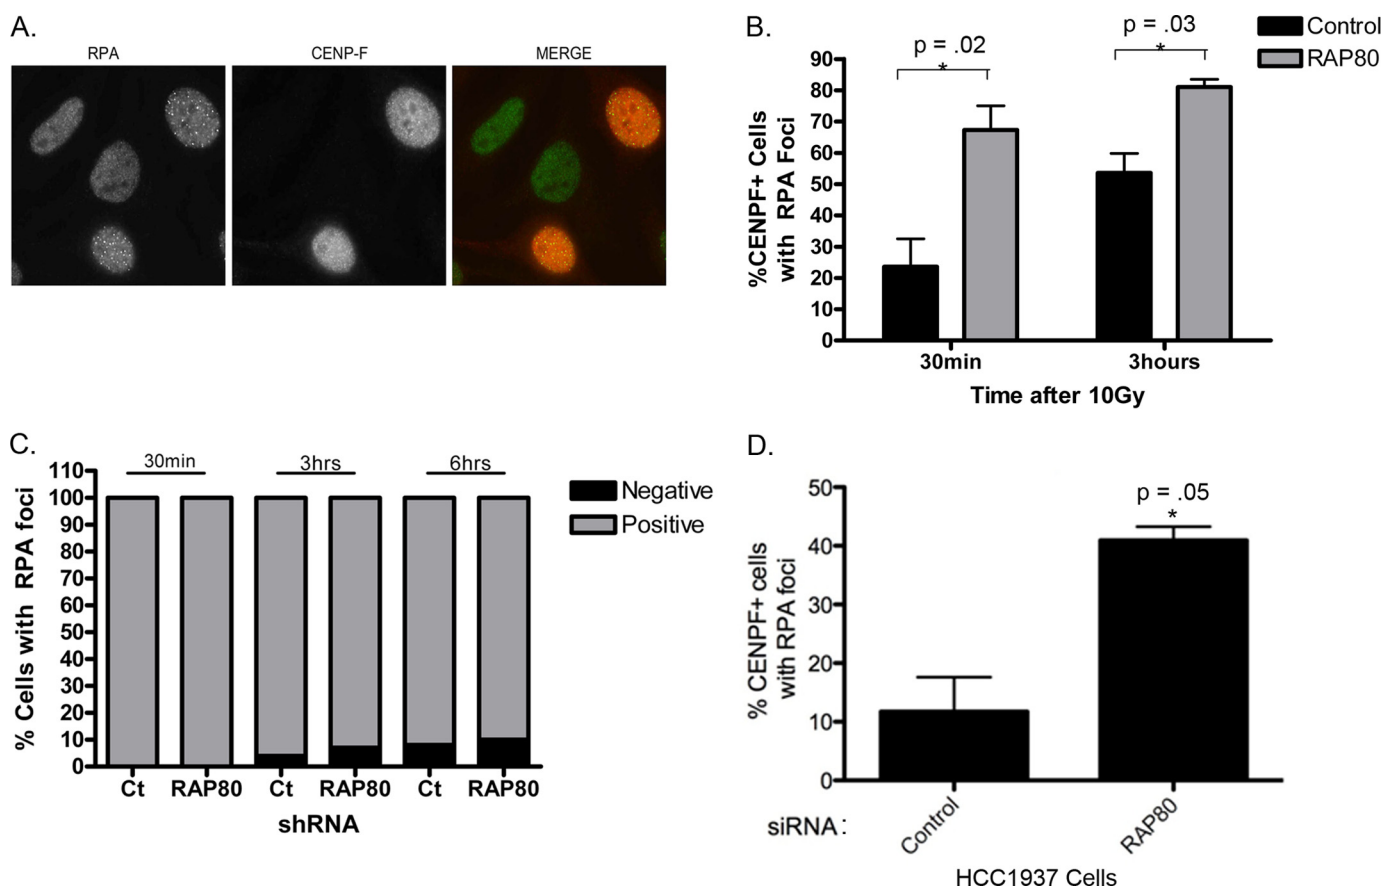 A.
RPA
CENP-F
MERGE
B.
p = .02
*
p = .03
*
Control
RAP80
%CENPF+ Cells
with RPA Foci
90
80
70
60
50
40
30
20
10
0
30min
3hours
Time after 10Gy
C.
30min
3hrs
6hrs
Negative
Positive
% Cells with RPA foci
110
100
90
80
70
60
50
40
30
20
10
0
Ct
RAP80
Ct
RAP80
Ct
RAP80
shRNA
D.
p = .05
*
% CENPF+ cells
with RPA foci
50
40
30
20
10
0
siRNA:
Control
RAP80
HCC1937 Cells